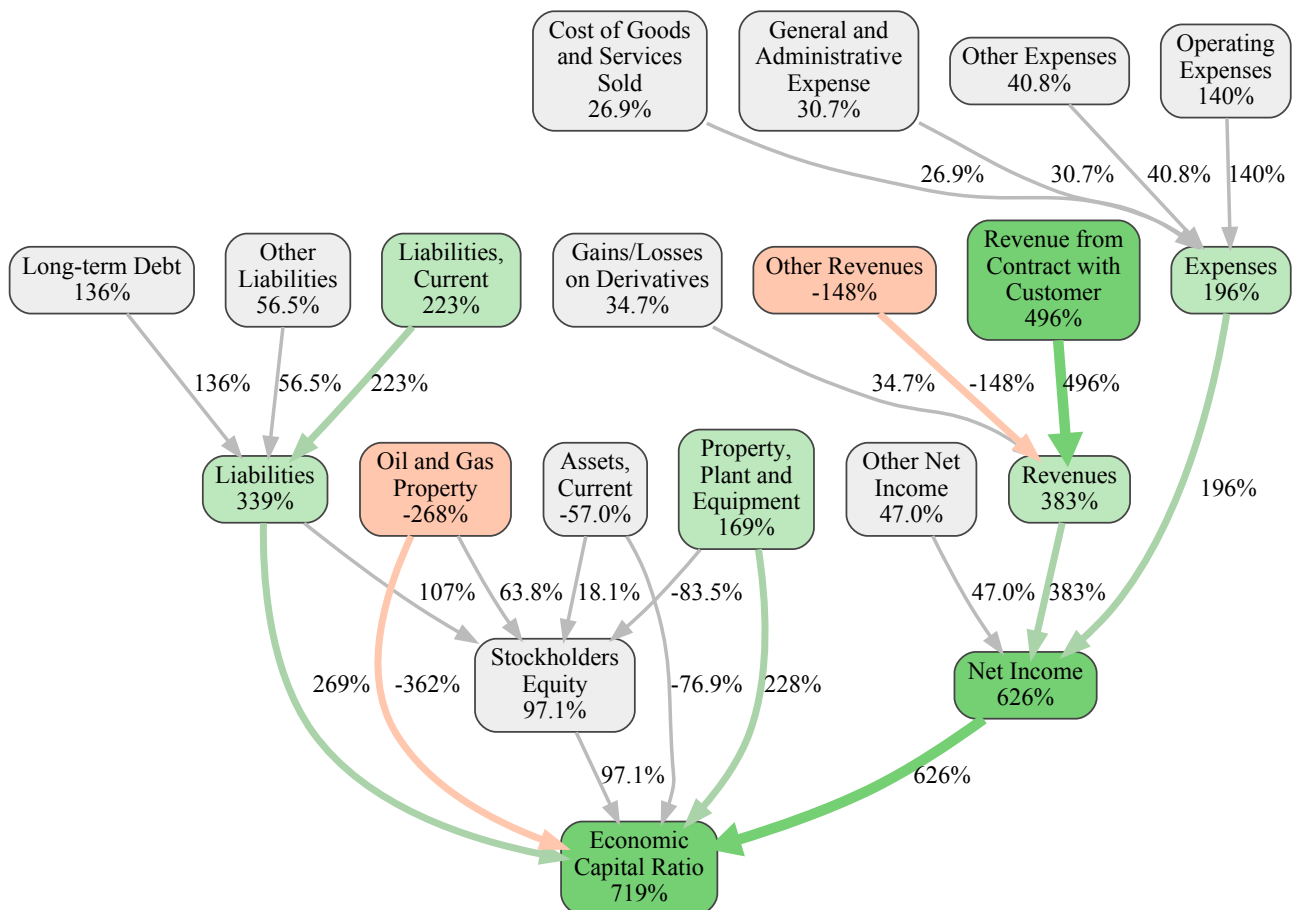 Cost of Goods
and Services
Sold
26.9%
General and
Administrative
Expense
30.7%
Other Expenses
40.8%
Operating
Expenses
140%
26.9%
30.7%
40.8%
140%
Long-term Debt
136%
Other
Liabilities
56.5%
Liabilities,
Current
223%
Gains/Losses
on Derivatives
34.7%
Other Revenues
-148%
Revenue from
Contract with
Customer
496%
Expenses
196%
136%
56.5%
223%
34.7%
-148%
496%
Liabilities
339%
Oil and Gas
Property
-268%
Assets,
Current
-57.0%
Property,
Plant and
Equipment
169%
Other Net
Income
47.0%
Revenues
383%
196%
107%
63.8%
18.1%
-83.5%
47.0%
383%
Stockholders
Equity
97.1%
Net Income
626%
269%
-362%
-76.9%
228%
97.1%
626%
Economic
Capital Ratio
719%